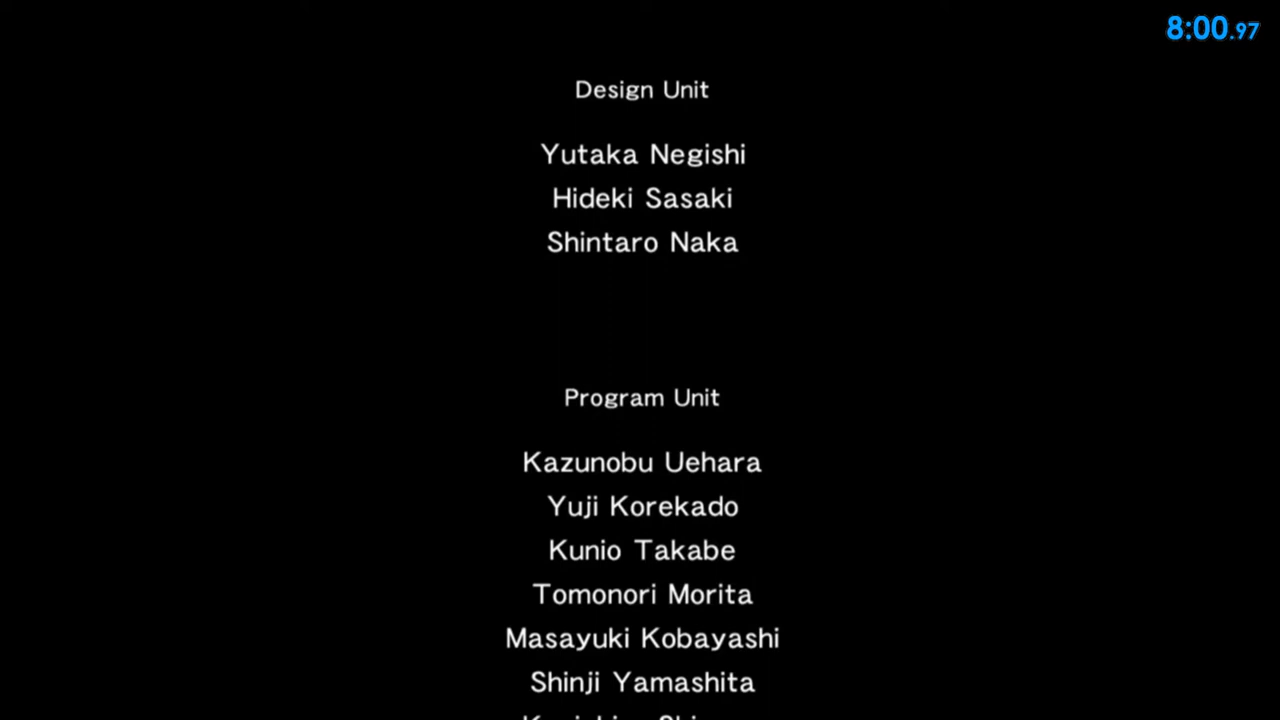 8:00.97
Design Unit
Yutaka Negishi
Hideki Sasaki
Shintaro Naka
Program Unit
Kazunobu Uehara
Yuji Korekado
Kunio Takabe
Tomonori Morita
Masayuki Kobayashi
Shinji Yamashita